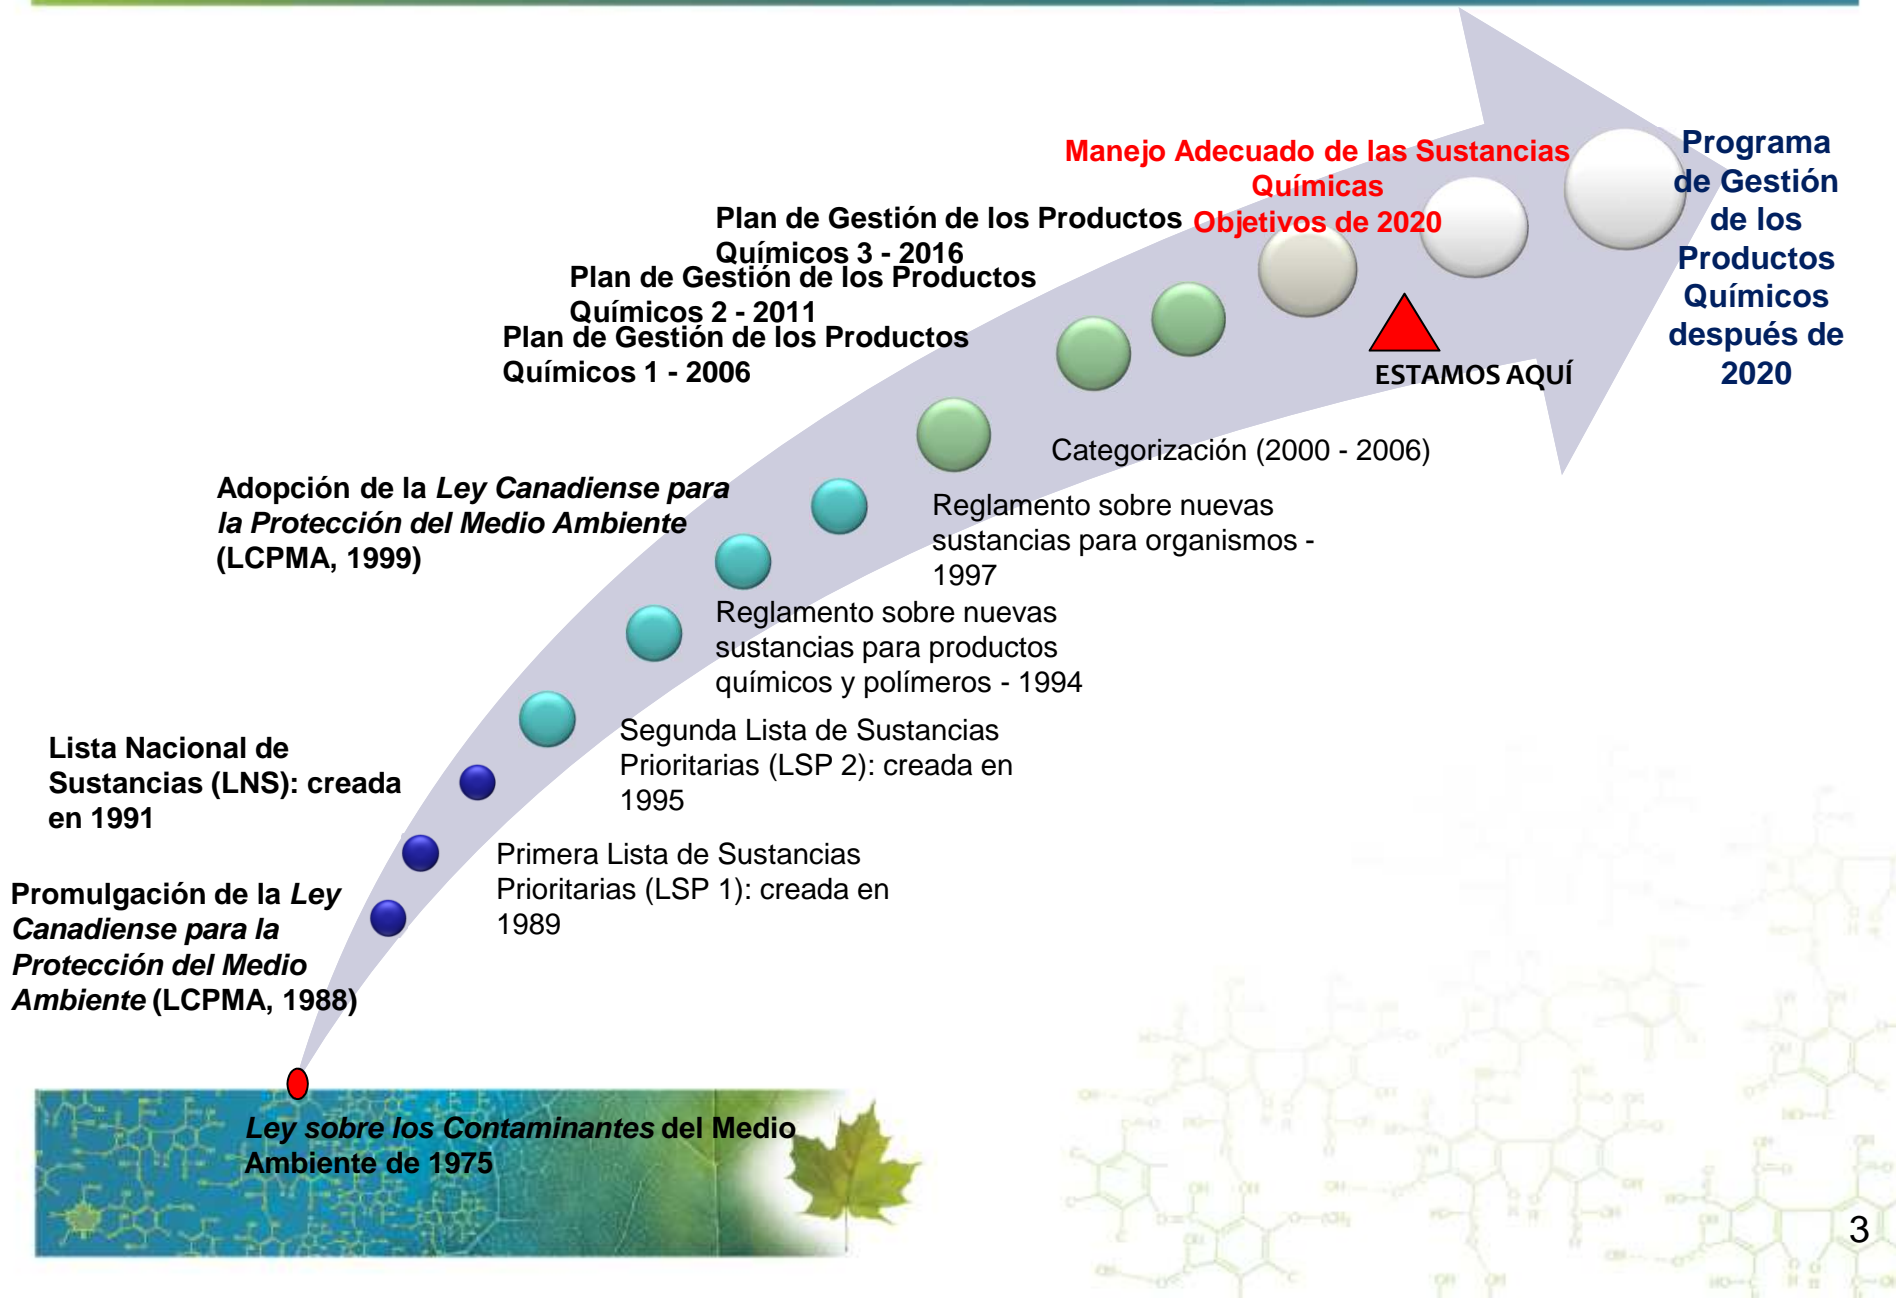 Manejo Adecuado de las Sustancias
Químicas
Objetivos de 2020
Programa
de Gestión
de los
Productos
Químicos
después de
2020
Plan de Gestión de los Productos
Químicos 3 - 2016
Plan de Gestión de los Productos
Químicos 2 - 2011
Plan de Gestión de los Productos
Químicos 1 - 2006
ESTAMOS AQUÍ
Categorización (2000 - 2006)
Adopción de la Ley Canadiense para
la Protección del Medio Ambiente
(LCPMA, 1999)
Reglamento sobre nuevas
sustancias para organismos -
1997
Reglamento sobre nuevas
sustancias para productos
químicos y polímeros - 1994
Segunda Lista de Sustancias
Prioritarias (LSP 2): creada en
1995
Lista Nacional de
Sustancias (LNS): creada
en 1991
Primera Lista de Sustancias
Prioritarias (LSP 1): creada en
1989
Promulgación de la Ley
Canadiense para la
Protección del Medio
Ambiente (LCPMA, 1988)
Ley sobre los Contaminantes del Medio
Ambiente de 1975
3